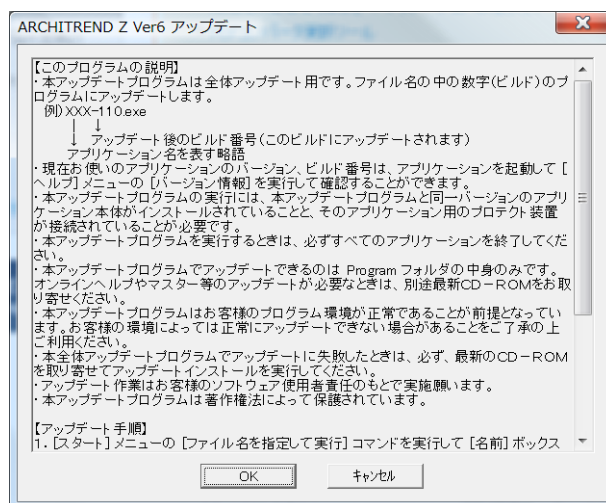 ARCHITREND Z Ver6 アップデート
【このプログラムの説明】
・本アップデートプログラムは全体アップデート用です。ファイル名の中の数字(ビルド)のプ
ログラムにアップデートします。
例)XXX-110.exe
│ ↓
↓ アップデート後のビルド番号(このビルドにアップデートされます)
アプリケーション名を表す略語
・現在お使いのアプリケーションのバージョン、ビルド番号は、アプリケーションを起動して [
ヘルプ] メニューの [バージョン情報] を実行して確認することができます。
・本アップデートプログラムの実行には、本アップデートプログラムと同一バージョンのアプリ
ケーション本体がインストールされていることと、そのアプリケーション用のプロテクト装置
が接続されていることが必要です。
・本アップデートプログラムを実行するときは、必ずすべてのアプリケーションを終了してくだ
さい。
・本アップデートプログラムでアップデートできるのは Program フォルダの中身のみです。
オンラインヘルプやマスター等のアップデートが必要なときは、別途最新CD－ROMをお取
り寄せください。
・本アップデートプログラムはお客様のプログラム環境が正常であることが前提となってい
ます。お客様の環境によっては正常にアップデートできない場合があることをご了承の上
ご利用ください。
・本全体アップデートプログラムでアップデートに失敗したときは、必ず、最新のCD－ROM
を取り寄せてアップデートインストールを実行してください。
・アップデート作業はお客様のソフトウェア使用者責任のもとで実施願います。
・本アップデートプログラムは著作権法によって保護されています。
【アップデート手順】
1. [スタート] メニューの [ファイル名を指定して実行] コマンドを実行して [名前] ボックス
OK
キャンセル